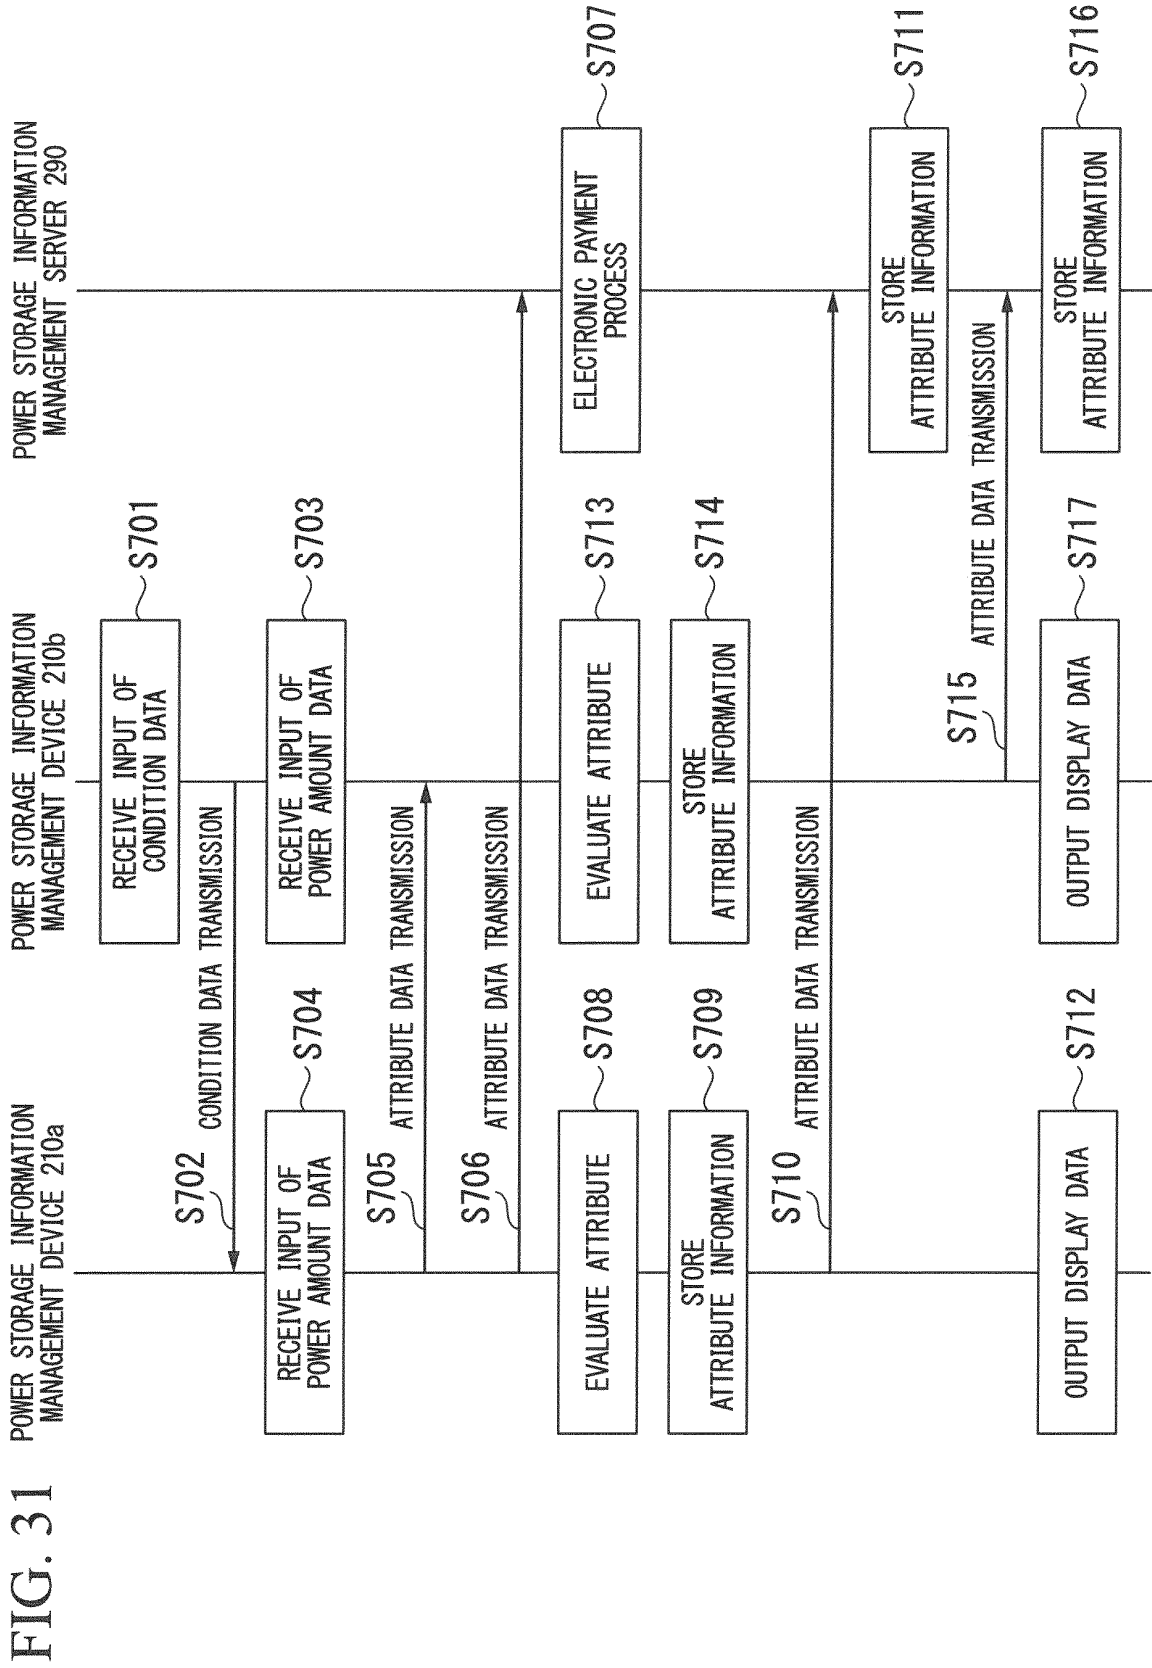 FIG. 31
POWER STORAGE INFORMATION
MANAGEMENT DEVICE 210a
POWER STORAGE INFORMATION
MANAGEMENT DEVICE 210b
POWER STORAGE INFORMATION
MANAGEMENT SERVER 290
RECEIVE INPUT OF
CONDITION DATA
S701
S702
CONDITION DATA TRANSMISSION
RECEIVE INPUT OF
POWER AMOUNT DATA
S704
RECEIVE INPUT OF
POWER AMOUNT DATA
S703
S705
ATTRIBUTE DATA TRANSMISSION
S706
ATTRIBUTE DATA TRANSMISSION
EVALUATE ATTRIBUTE
S708
EVALUATE ATTRIBUTE
S713
ELECTRONIC PAYMENT
PROCESS
S707
STORE
ATTRIBUTE INFORMATION
S709
STORE
ATTRIBUTE INFORMATION
S714
S710
ATTRIBUTE DATA TRANSMISSION
STORE
ATTRIBUTE INFORMATION
S711
S715
ATTRIBUTE DATA TRANSMISSION
OUTPUT DISPLAY DATA
S712
OUTPUT DISPLAY DATA
S717
STORE
ATTRIBUTE INFORMATION
S716